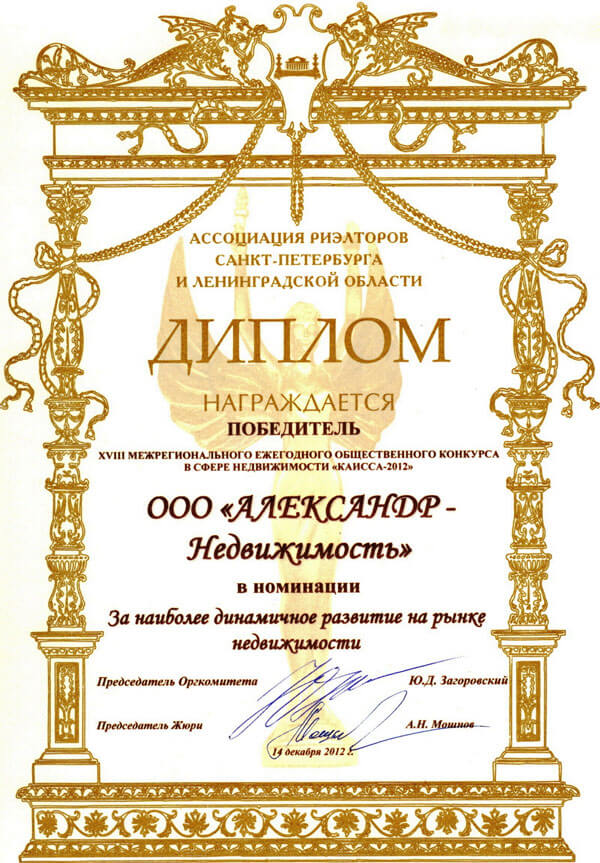 АССОЦИАЦИЯ РИЭЛТОРОВ
САНКТ-ПЕТЕРБУРГА
И ЛЕНИНГРАДСКОЙ ОБЛАСТИ
ДИПЛОМ
НАГРАЖДАЕТСЯ
ПОБЕДИТЕЛЬ
XVIII МЕЖРЕГИОНАЛЬНОГО ЕЖЕГОДНОГО ОБЩЕСТВЕННОГО КОНКУРСА
В СФЕРЕ НЕДВИЖИМОСТИ «КАИССА-2012»
ООО «АЛЕКСАНДР -
Недвижимость»
в номинации
За наиболее динамичное развитие на рынке
недвижимости
Председатель Оргкомитета Ю.Д. Загоровский
Председатель Жюри А.Н. Мошнов
14 декабря 2012 г.